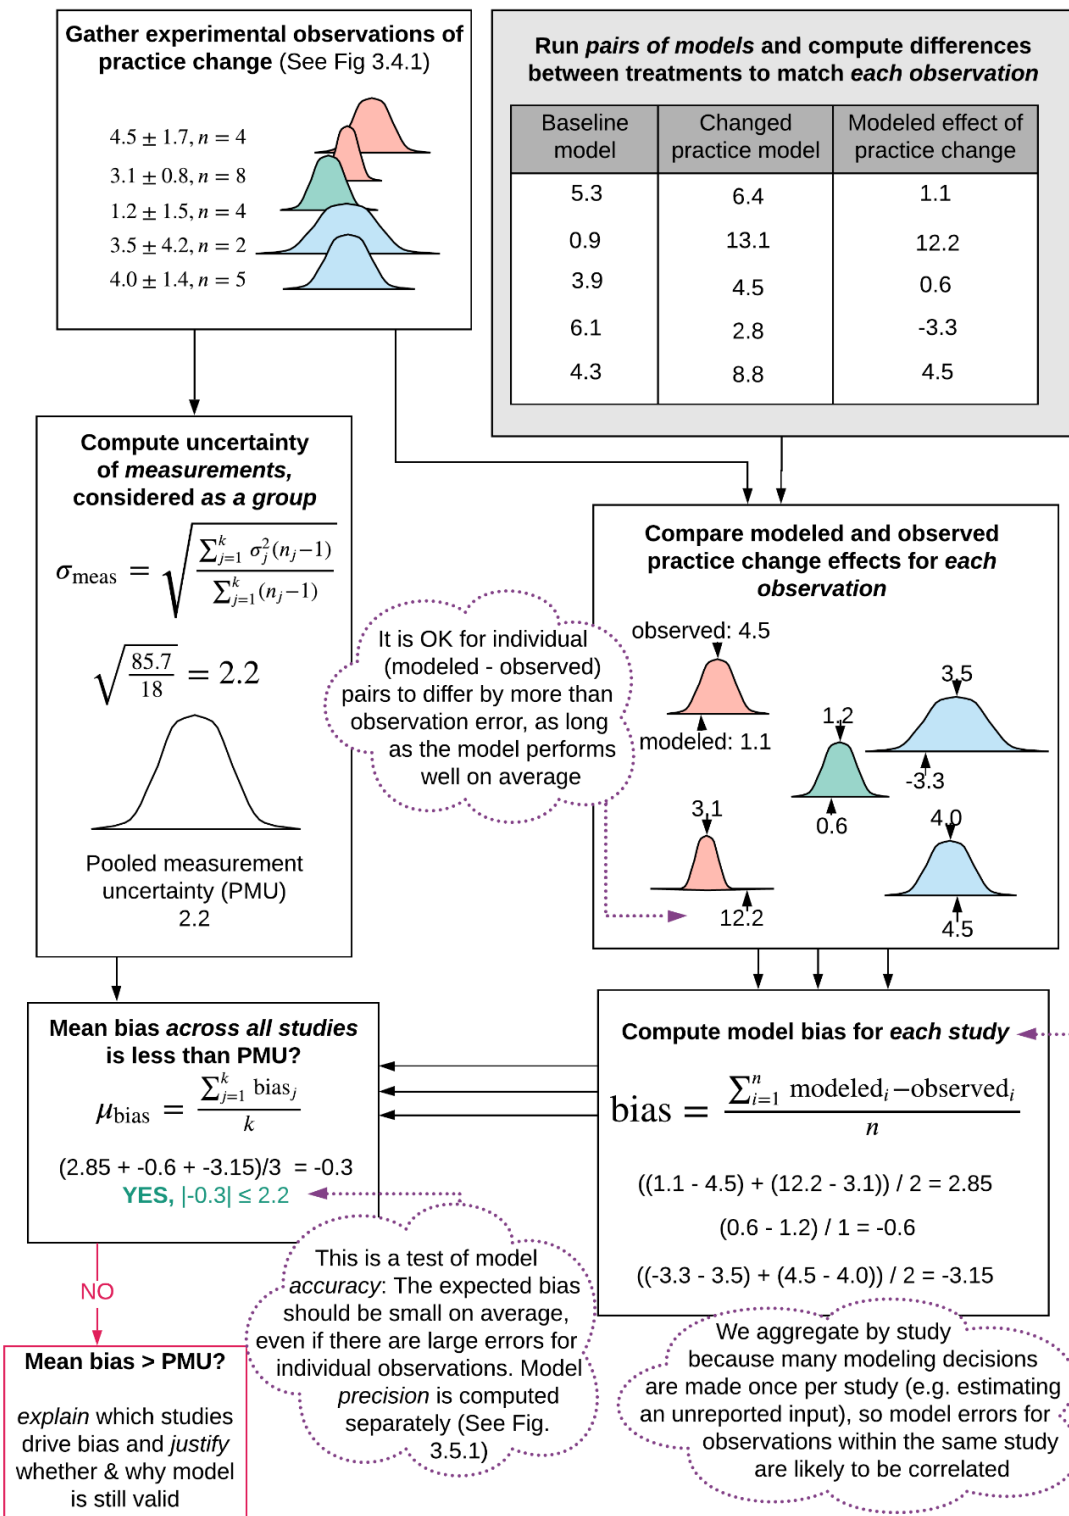 Gather experimental observations of
practice change (See Fig 3.4.1)
4.5 ± 1.7, n = 4
3.1 ± 0.8, n = 8
1.2 ± 1.5, n = 4
3.5 ± 4.2, n = 2
4.0 ± 1.4, n = 5
Run pairs of models and compute differences
between treatments to match each observation
Baseline model | Changed practice model | Modeled effect of practice change
5.3 | 6.4 | 1.1
0.9 | 13.1 | 12.2
3.9 | 4.5 | 0.6
6.1 | 2.8 | -3.3
4.3 | 8.8 | 4.5
Compute uncertainty
of measurements,
considered as a group
σ_meas = √(∑_{j=1}^{k} σ_j^2(n_j−1) / ∑_{j=1}^{k}(n_j−1))
√(85.7/18) = 2.2
Pooled measurement
uncertainty (PMU)
2.2
It is OK for individual
(modeled - observed)
pairs to differ by more than
observation error, as long
as the model performs
well on average
Compare modeled and observed
practice change effects for each
observation
observed: 4.5
modeled: 1.1
3.5
-3.3
1.2
0.6
3.1
12.2
4.0
4.5
Mean bias across all studies
is less than PMU?
μ_bias = ∑_{j=1}^{k} bias_j / k
(2.85 + -0.6 + -3.15)/3 = -0.3
YES, |-0.3| ≤ 2.2
Compute model bias for each study
bias = ∑_{i=1}^{n} modeled_i−observed_i / n
((1.1 - 4.5) + (12.2 - 3.1)) / 2 = 2.85
(0.6 - 1.2) / 1 = -0.6
((-3.3 - 3.5) + (4.5 - 4.0)) / 2 = -3.15
NO
Mean bias > PMU?
explain which studies
drive bias and justify
whether & why model
is still valid
This is a test of model
accuracy: The expected bias
should be small on average,
even if there are large errors for
individual observations. Model
precision is computed
separately (See Fig.
3.5.1)
We aggregate by study
because many modeling decisions
are made once per study (e.g. estimating
an unreported input), so model errors for
observations within the same study
are likely to be correlated